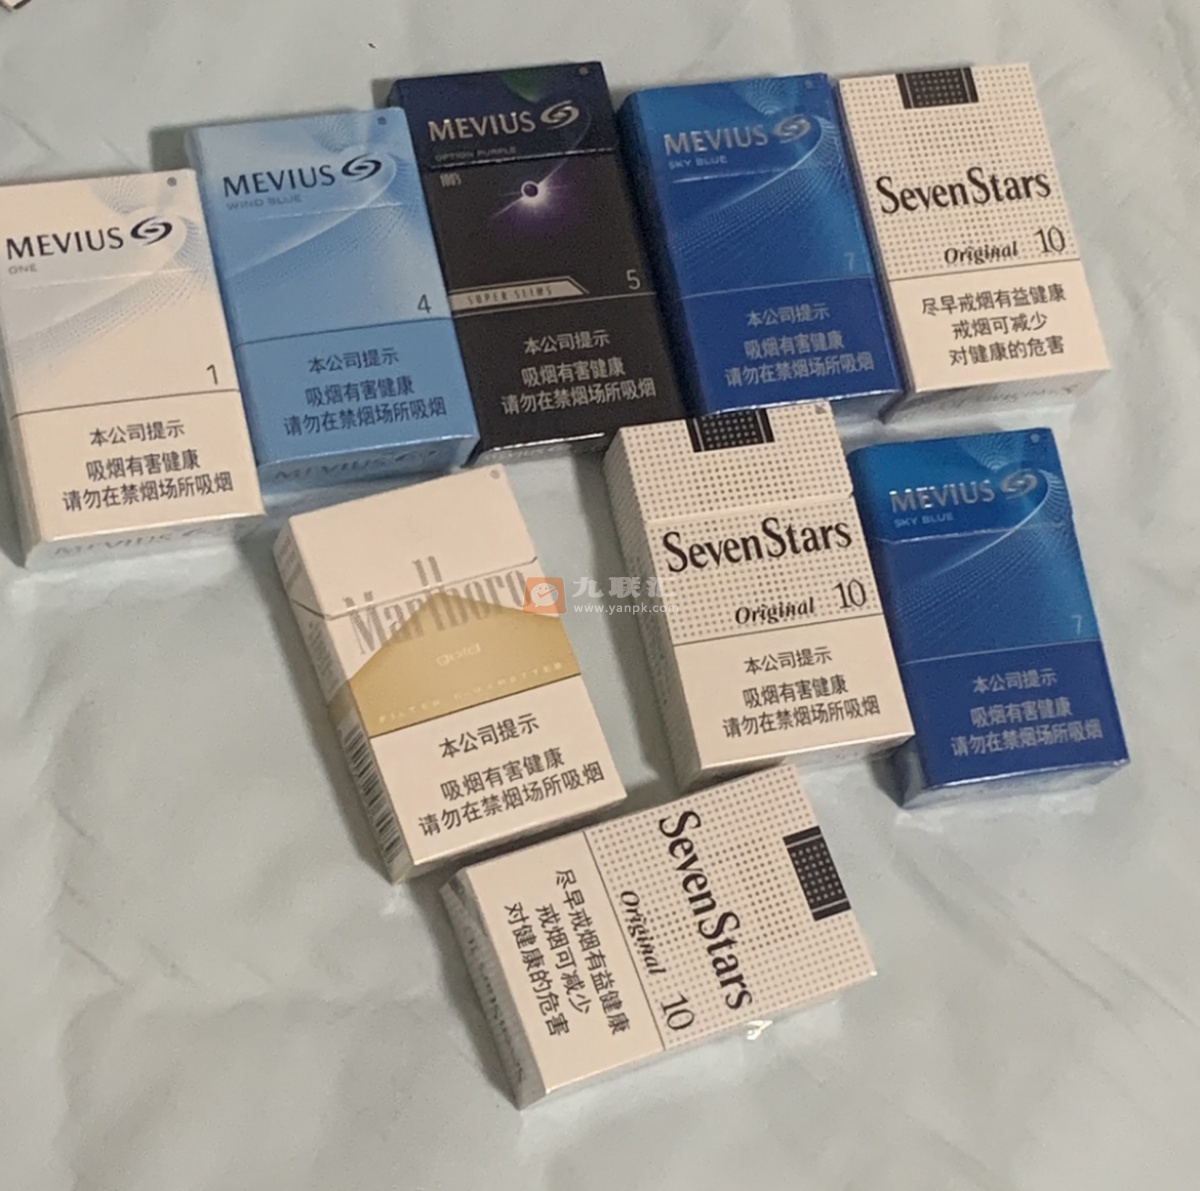 MEVIUS
ONE
1
本公司提示
吸烟有害健康
请勿在禁烟场所吸烟
MEVIUS
WIND BLUE
4
本公司提示
吸烟有害健康
请勿在禁烟场所吸烟
MEVIUS
OPTION PURPLE
100'S
SUPER SLIMS
5
本公司提示
吸烟有害健康
请勿在禁烟场所吸烟
MEVIUS
SKY BLUE
7
本公司提示
吸烟有害健康
请勿在禁烟场所吸烟
SevenStars
Original 10
尽早戒烟有益健康
戒烟可减少
对健康的危害
Marlboro
gold
本公司提示
吸烟有害健康
请勿在禁烟场所吸烟
九联汇
www.yanpk.com
SevenStars
Original 10
本公司提示
吸烟有害健康
请勿在禁烟场所吸烟
MEVIUS
SKY BLUE
7
本公司提示
吸烟有害健康
请勿在禁烟场所吸烟
SevenStars
Original 10
尽早戒烟有益健康
戒烟可减少
对健康的危害